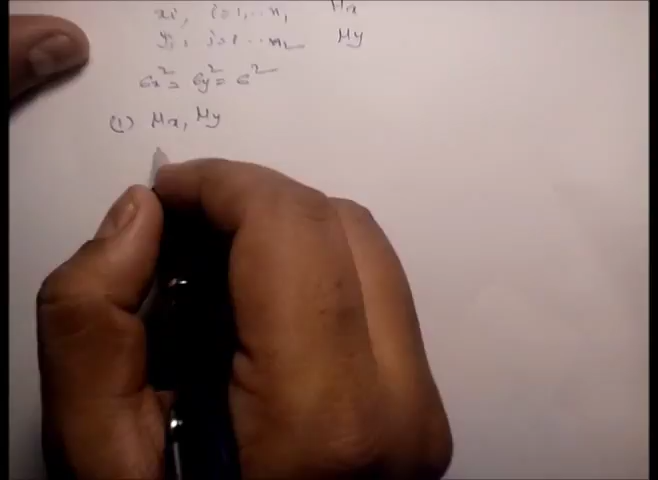 xi, i=1,...n₁ μx
yj, j=1...n₂ μy
σx² = σy² = σ²
(1) μx, μy